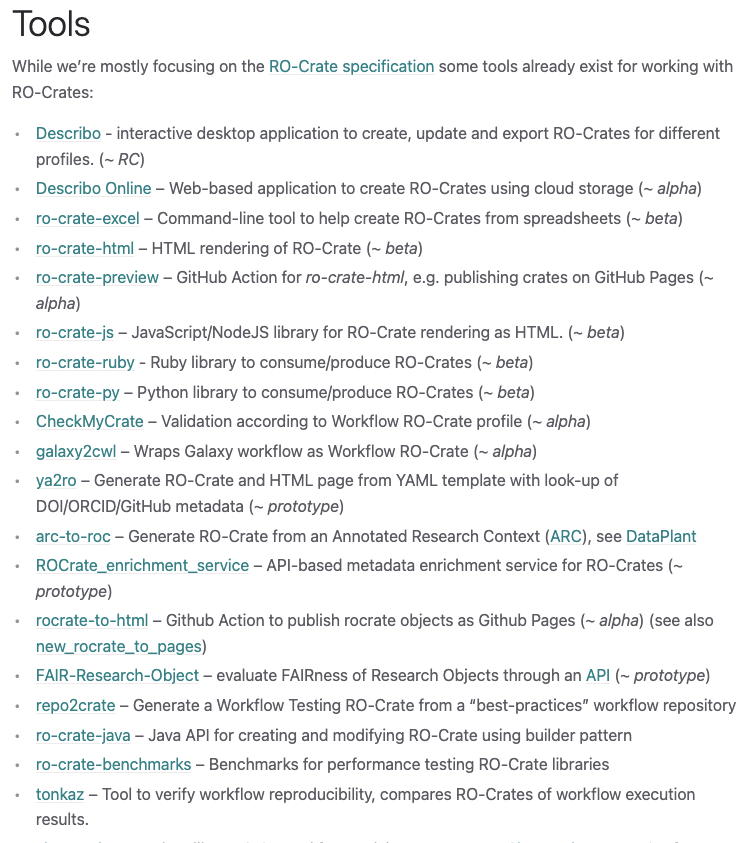 Tools
While we’re mostly focusing on the RO-Crate specification some tools already exist for working with
RO-Crates:
• Describo - interactive desktop application to create, update and export RO-Crates for different
profiles. (~ RC)
• Describo Online – Web-based application to create RO-Crates using cloud storage (~ alpha)
• ro-crate-excel – Command-line tool to help create RO-Crates from spreadsheets (~ beta)
• ro-crate-html – HTML rendering of RO-Crate (~ beta)
• ro-crate-preview – GitHub Action for ro-crate-html, e.g. publishing crates on GitHub Pages (~
alpha)
• ro-crate-js – JavaScript/NodeJS library for RO-Crate rendering as HTML. (~ beta)
• ro-crate-ruby - Ruby library to consume/produce RO-Crates (~ beta)
• ro-crate-py – Python library to consume/produce RO-Crates (~ beta)
• CheckMyCrate – Validation according to Workflow RO-Crate profile (~ alpha)
• galaxy2cwl – Wraps Galaxy workflow as Workflow RO-Crate (~ alpha)
• ya2ro – Generate RO-Crate and HTML page from YAML template with look-up of
DOI/ORCID/GitHub metadata (~ prototype)
• arc-to-roc – Generate RO-Crate from an Annotated Research Context (ARC), see DataPlant
• ROCrate_enrichment_service – API-based metadata enrichment service for RO-Crates (~
prototype)
• rocrate-to-html – Github Action to publish rocrate objects as Github Pages (~ alpha) (see also
new_rocrate_to_pages)
• FAIR-Research-Object – evaluate FAIRness of Research Objects through an API (~ prototype)
• repo2crate – Generate a Workflow Testing RO-Crate from a “best-practices” workflow repository
• ro-crate-java – Java API for creating and modifying RO-Crate using builder pattern
• ro-crate-benchmarks – Benchmarks for performance testing RO-Crate libraries
• tonkaz – Tool to verify workflow reproducibility, compares RO-Crates of workflow execution
results.